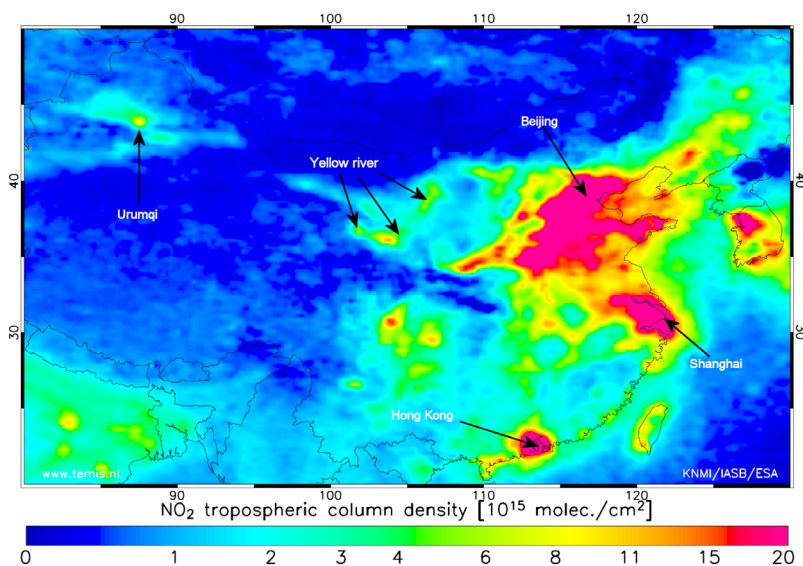 90 100 110 120
Beijing
Yellow river
40 40
Urumqi
30 30
Shanghai
Hong Kong
www.temis.nl KNMI/IASB/ESA
90 100 110 120
NO2 tropospheric column density [10^15 molec./cm^2]
0 1 2 3 4 6 8 11 15 20